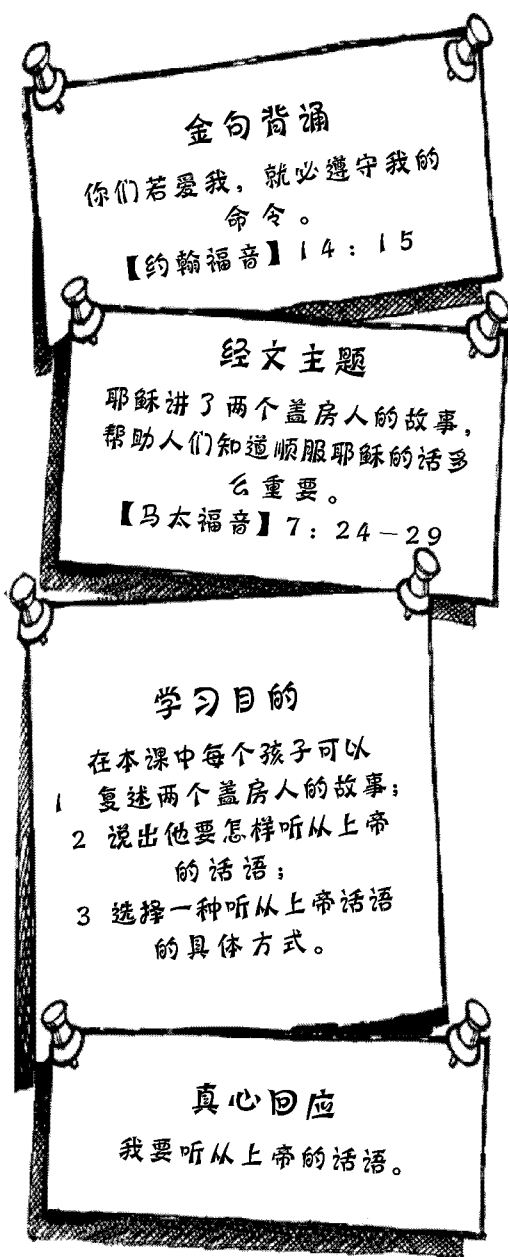 金句背诵
你们若爱我，就必遵守我的
命令。
【约翰福音】14：15
经文主题
耶稣讲了两个盖房人的故事，
帮助人们知道顺服耶稣的话多
么重要。
【马太福音】7：24－29
学习目的
在本课中每个孩子可以
1 复述两个盖房人的故事；
2 说出他要怎样听从上帝
的话语；
3 选择一种听从上帝话语
的具体方式。
真心回应
我要听从上帝的话语。